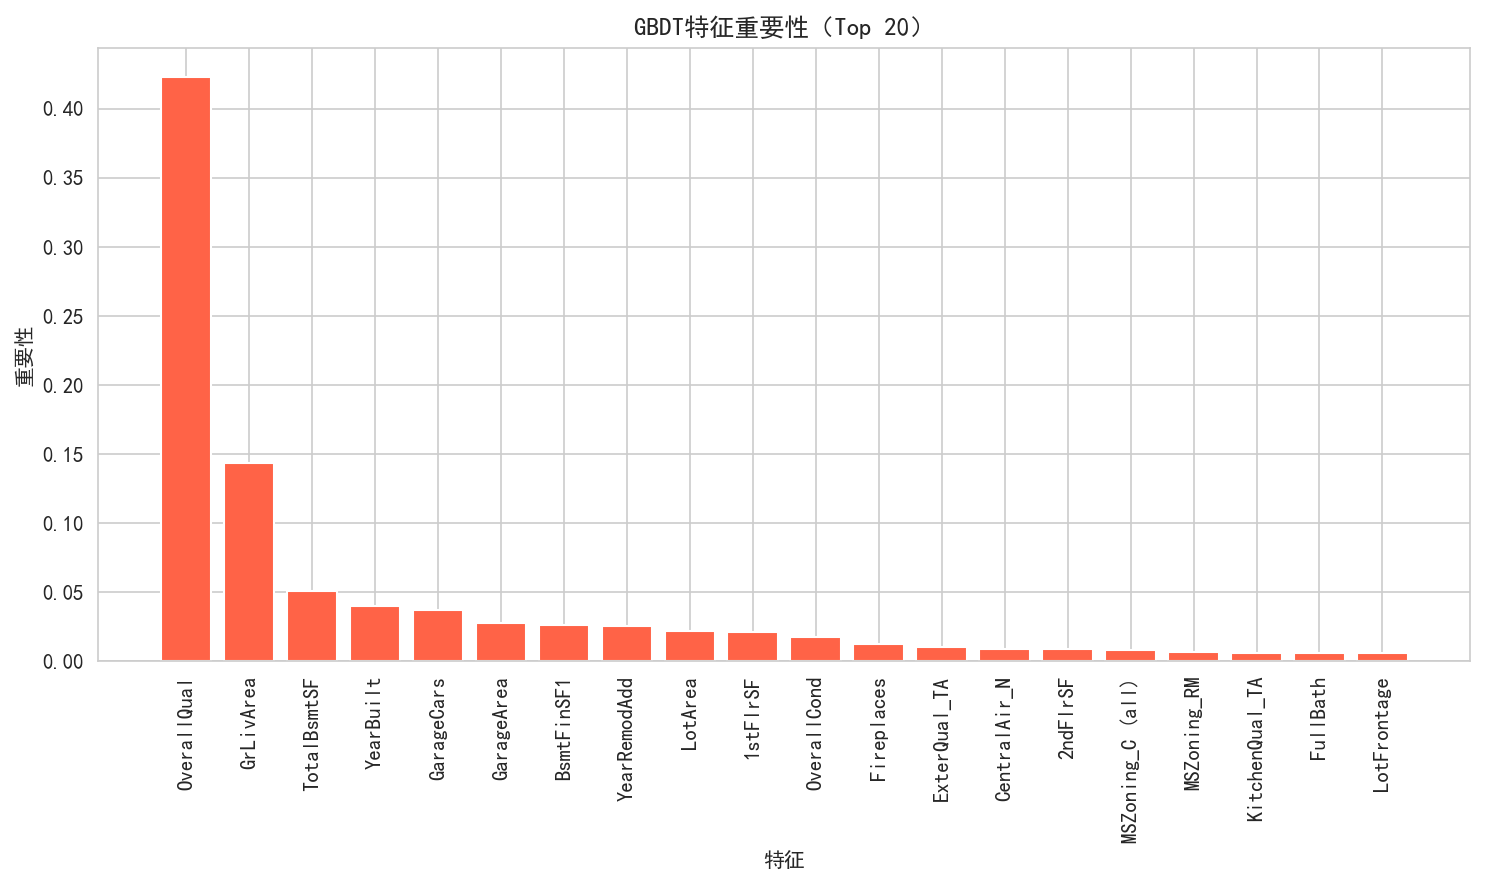 GBDT特征重要性（Top 20）
重要性
0.40
0.35
0.30
0.25
0.20
0.15
0.10
0.05
0.00
OverallQual
GrLivArea
TotalBsmtSF
YearBuilt
GarageCars
GarageArea
BsmtFinSF1
YearRemodAdd
LotArea
1stFlrSF
OverallCond
Fireplaces
ExterQual_TA
CentralAir_N
2ndFlrSF
MSZoning_C (all)
MSZoning_RM
KitchenQual_TA
FullBath
LotFrontage
特征